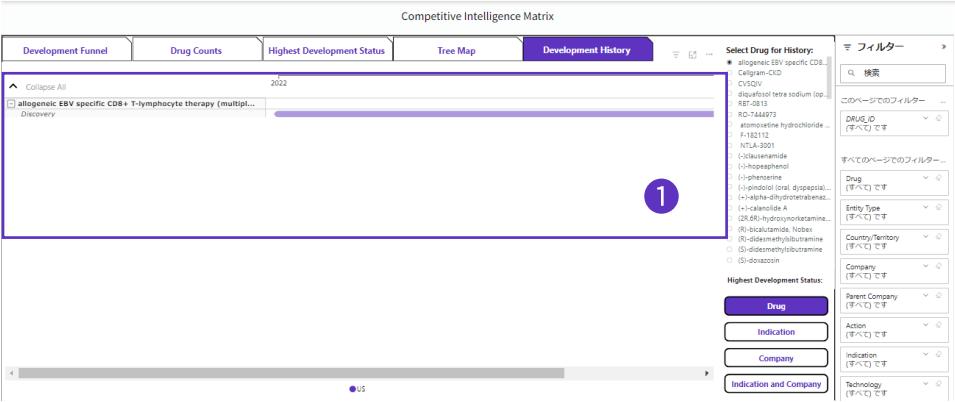 Competitive Intelligence Matrix
Development Funnel
Drug Counts
Highest Development Status
Tree Map
Development History
Collapse All
2022
allogeneic EBV specific CD8+ T-lymphocyte therapy (multipl...
Discovery
1
US
Select Drug for History:
allogeneic EBV specific CD8...
Cellgram-CKD
CVSQIV
diquafosol tetra sodium (op...
RBT-0813
RO-7444973
atomoxetine hydrochloride ...
F-182112
NTLA-3001
(-)clausenamide
(-)-hopeaphenol
(-)-phenserine
(-)-pindolol (oral, dyspepsia)...
(+)-alpha-dihydrotetrabenaz...
(+)-calanolide A
(2R,6R)-hydroxynorketamine...
(R)-bicalutamide, Nobex
(R)-didesmethylsibutramine
(S)-didesmethylsibutramine
(S)-doxazosin
Highest Development Status:
Drug
Indication
Company
Indication and Company
フィルター
検索
このページでのフィルター ...
DRUG_ID
(すべて) です
すべてのページでのフィルター...
Drug
(すべて) です
Entity Type
(すべて) です
Country/Territory
(すべて) です
Company
(すべて) です
Parent Company
(すべて) です
Action
(すべて) です
Indication
(すべて) です
Technology
(すべて) です